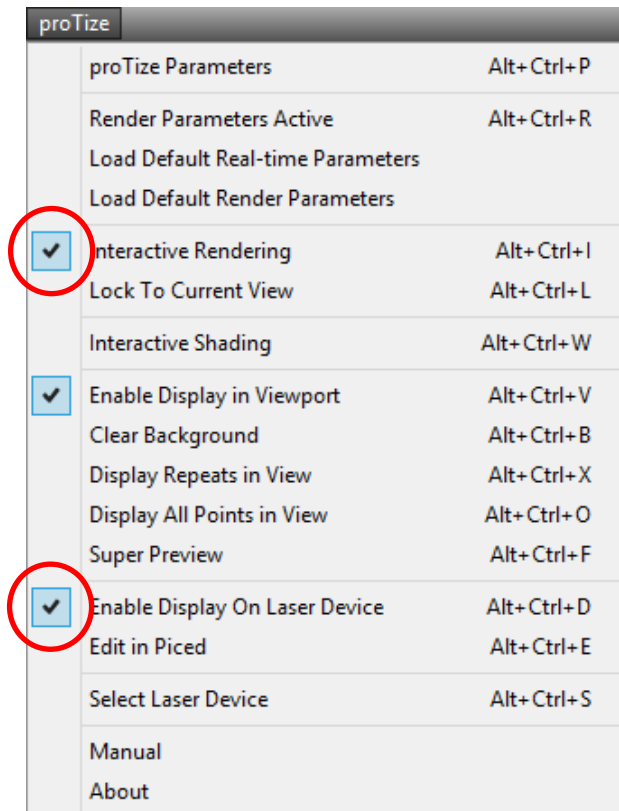 proTize
proTize Parameters Alt+Ctrl+P
Render Parameters Active Alt+Ctrl+R
Load Default Real-time Parameters
Load Default Render Parameters
Interactive Rendering Alt+Ctrl+I
Lock To Current View Alt+Ctrl+L
Interactive Shading Alt+Ctrl+W
Enable Display in Viewport Alt+Ctrl+V
Clear Background Alt+Ctrl+B
Display Repeats in View Alt+Ctrl+X
Display All Points in View Alt+Ctrl+O
Super Preview Alt+Ctrl+F
Enable Display On Laser Device Alt+Ctrl+D
Edit in Piced Alt+Ctrl+E
Select Laser Device Alt+Ctrl+S
Manual
About